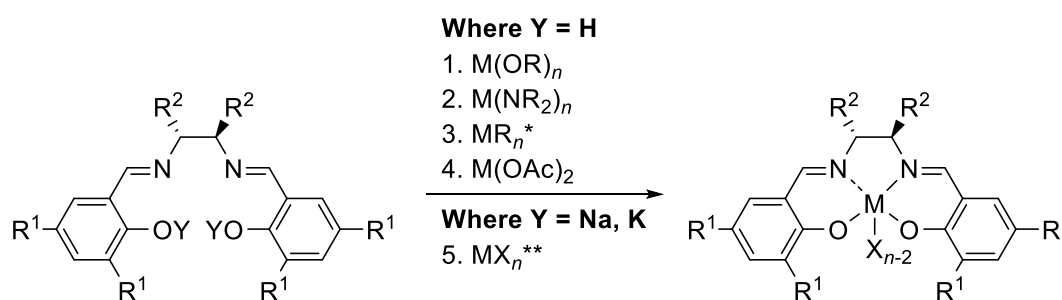 Where Y = H
1. M(OR)n
2. M(NR2)n
3. MRn*
4. M(OAc)2
Where Y = Na, K
5. MXn**
R2 R2
N N
OY YO
R1 R1
R1 R1
R2 R2
N N
M
O O
Xn-2
R1 R
R1 R1